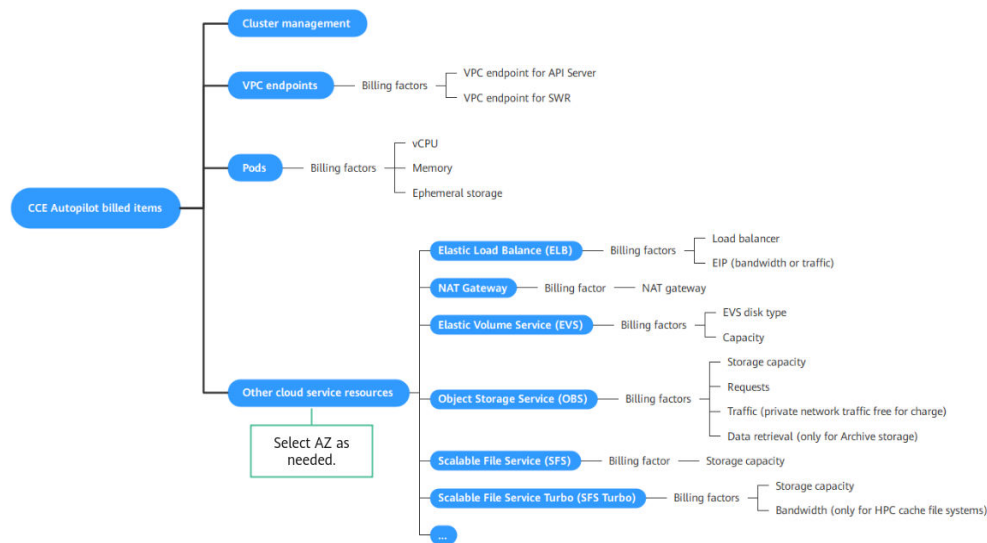 Cluster management
VPC endpoints
Billing factors
VPC endpoint for API Server
VPC endpoint for SWR
Pods
Billing factors
vCPU
Memory
Ephemeral storage
CCE Autopilot billed items
Elastic Load Balance (ELB)
Billing factors
Load balancer
EIP (bandwidth or traffic)
NAT Gateway
Billing factor
NAT gateway
Elastic Volume Service (EVS)
Billing factors
EVS disk type
Capacity
Other cloud service resources
Select AZ as
needed.
Object Storage Service (OBS)
Billing factors
Storage capacity
Requests
Traffic (private network traffic free for charge)
Data retrieval (only for Archive storage)
Scalable File Service (SFS)
Billing factor
Storage capacity
Scalable File Service Turbo (SFS Turbo)
Billing factors
Storage capacity
Bandwidth (only for HPC cache file systems)
...